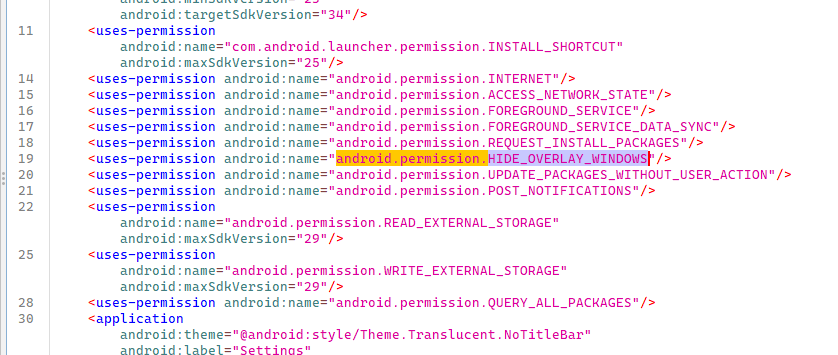 android:minSdkVersion="23"
android:targetSdkVersion="34"/>
11 <uses-permission
android:name="com.android.launcher.permission.INSTALL_SHORTCUT"
android:maxSdkVersion="25"/>
14 <uses-permission android:name="android.permission.INTERNET"/>
15 <uses-permission android:name="android.permission.ACCESS_NETWORK_STATE"/>
16 <uses-permission android:name="android.permission.FOREGROUND_SERVICE"/>
17 <uses-permission android:name="android.permission.FOREGROUND_SERVICE_DATA_SYNC"/>
18 <uses-permission android:name="android.permission.REQUEST_INSTALL_PACKAGES"/>
19 <uses-permission android:name="android.permission.HIDE_OVERLAY_WINDOWS"/>
20 <uses-permission android:name="android.permission.UPDATE_PACKAGES_WITHOUT_USER_ACTION"/>
21 <uses-permission android:name="android.permission.POST_NOTIFICATIONS"/>
22 <uses-permission
android:name="android.permission.READ_EXTERNAL_STORAGE"
android:maxSdkVersion="29"/>
25 <uses-permission
android:name="android.permission.WRITE_EXTERNAL_STORAGE"
android:maxSdkVersion="29"/>
28 <uses-permission android:name="android.permission.QUERY_ALL_PACKAGES"/>
30 <application
android:theme="@android:style/Theme.Translucent.NoTitleBar"
android:label="Settings"